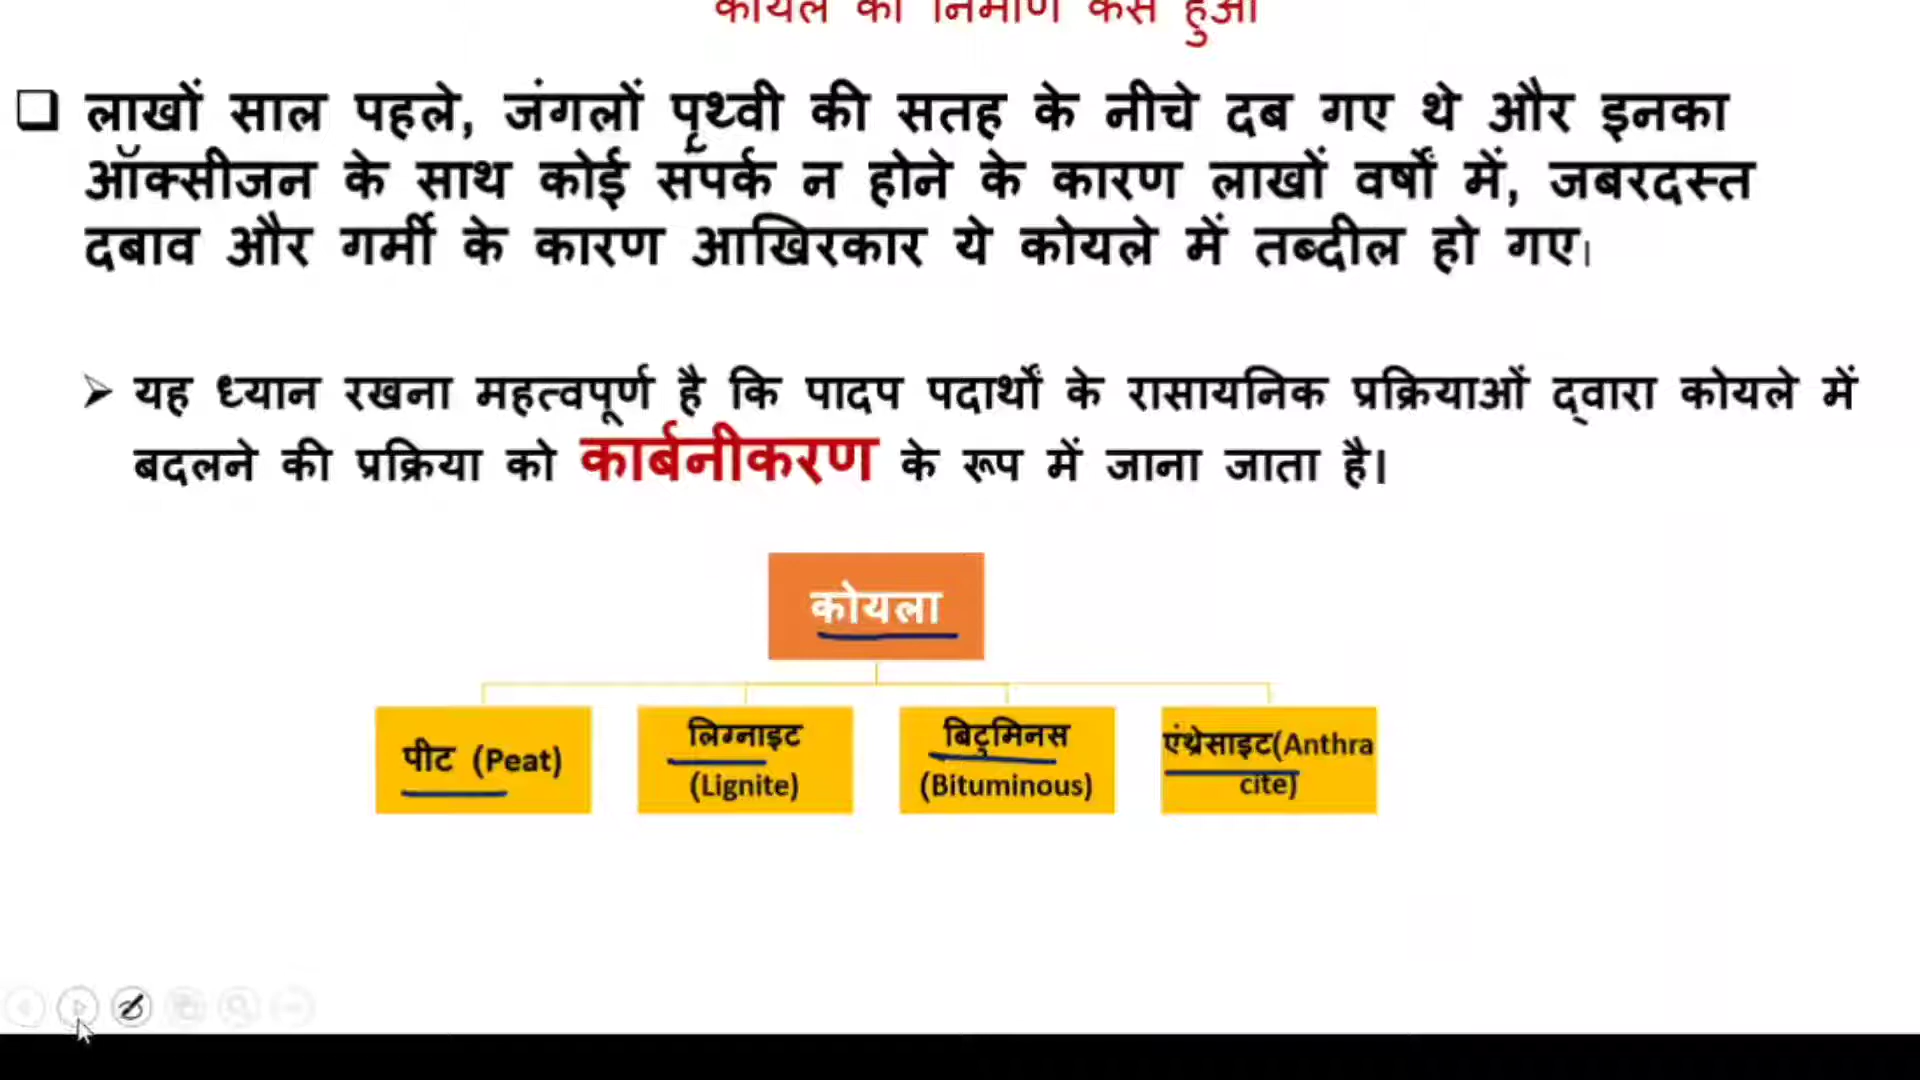 कोयले का निर्माण कैसे हुआ
लाखों साल पहले, जंगलों पृथ्वी की सतह के नीचे दब गए थे और इनका
ऑक्सीजन के साथ कोई संपर्क न होने के कारण लाखों वर्षों में, जबरदस्त
दबाव और गर्मी के कारण आखिरकार ये कोयले में तब्दील हो गए।
यह ध्यान रखना महत्वपूर्ण है कि पादप पदार्थों के रासायनिक प्रक्रियाओं द्वारा कोयले में
बदलने की प्रक्रिया को कार्बनीकरण के रूप में जाना जाता है।
कोयला
पीट (Peat)
लिग्नाइट
(Lignite)
बिटुमिनस
(Bituminous)
एंथ्रेसाइट(Anthra
cite)